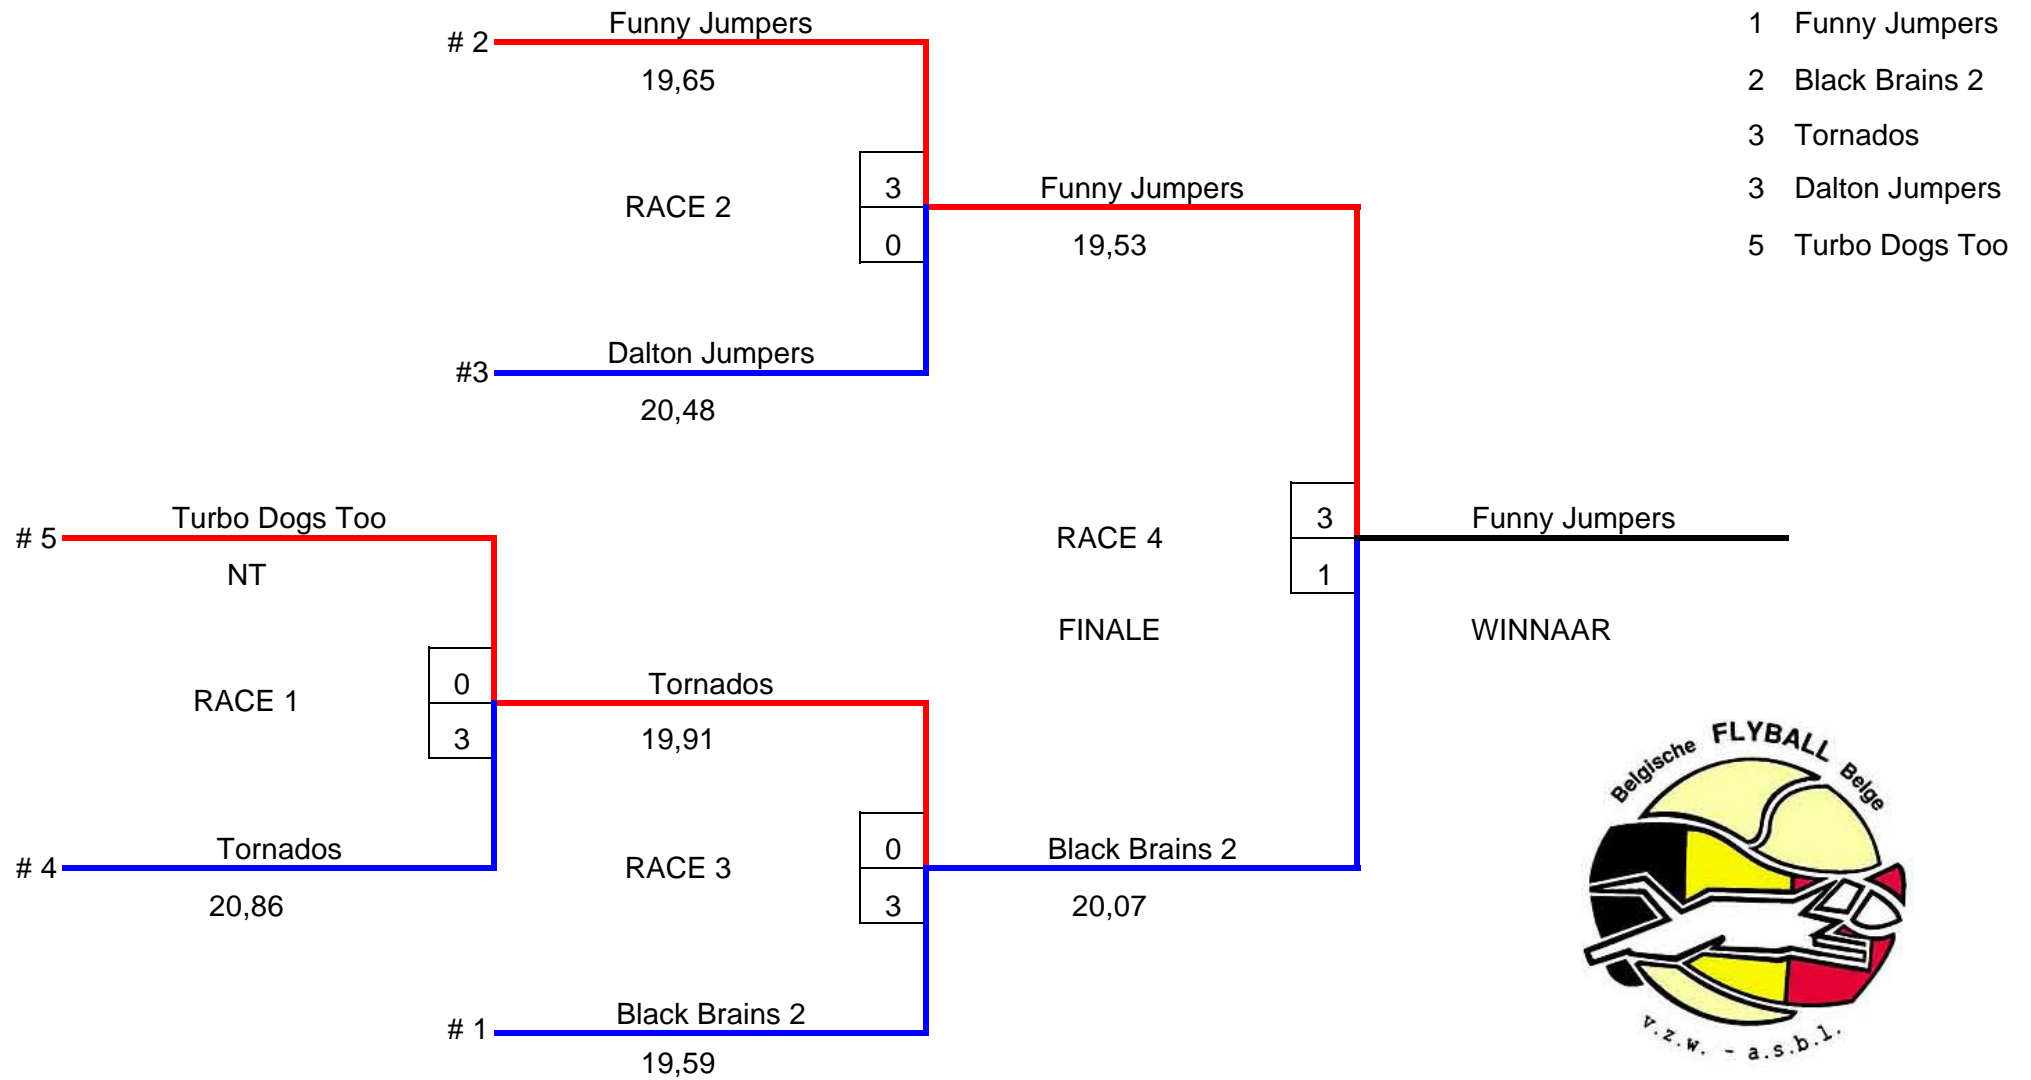 Funny Jumpers
# 2
19,65
3
RACE 2
0
Dalton Jumpers
#3
20,48
Funny Jumpers
19,53
1 Funny Jumpers
2 Black Brains 2
3 Tornados
3 Dalton Jumpers
5 Turbo Dogs Too
Turbo Dogs Too
# 5
NT
0
RACE 1
3
Tornados
# 4
20,86
Tornados
19,91
0
RACE 3
3
Black Brains 2
# 1
19,59
Black Brains 2
20,07
3
RACE 4
1
FINALE
Funny Jumpers
WINNAAR
Belgische FLYBALL Belge
v.z.w. - a.s.b.l.